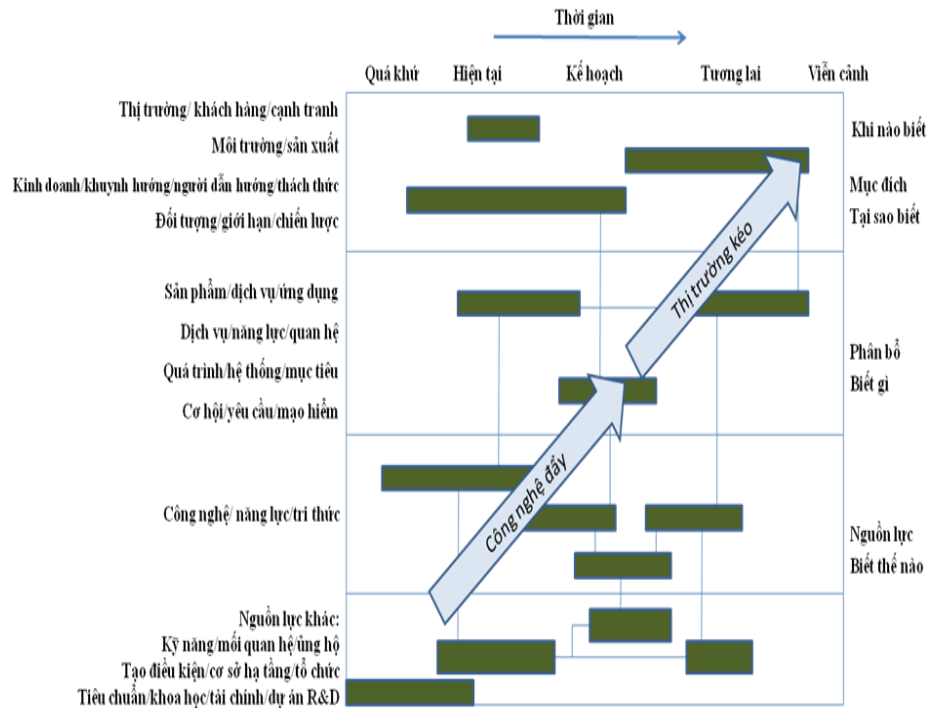 Thời gian
Quá khứ Hiện tại Kế hoạch Tương lai Viễn cảnh
Thị trường/ khách hàng/cạnh tranh
Khi nào biết
Môi trường/sản xuất
Kinh doanh/khuynh hướng/người dẫn hướng/thách thức
Mục đích
Đối tượng/giới hạn/chiến lược
Tại sao biết
Thị trường kéo
Sản phẩm/dịch vụ/ứng dụng
Dịch vụ/năng lực/quan hệ
Phân bổ
Quá trình/hệ thống/mục tiêu
Biết gì
Cơ hội/yêu cầu/mạo hiểm
Công nghệ đẩy
Công nghệ/ năng lực/tri thức
Nguồn lực
Biết thế nào
Nguồn lực khác:
Kỹ năng/mối quan hệ/ủng hộ
Tạo điều kiện/cơ sở hạ tầng/tổ chức
Tiêu chuẩn/khoa học/tài chính/dự án R&D